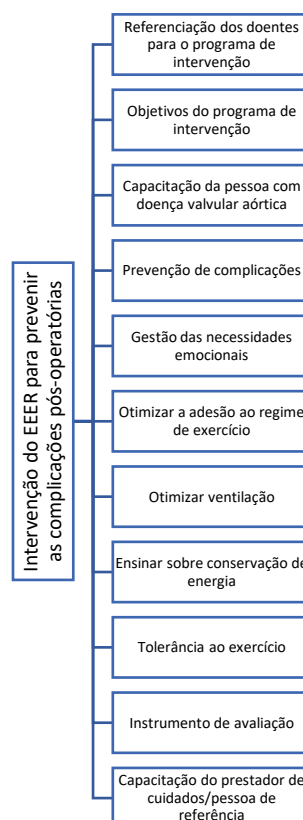 Intervenção do EEER para prevenir
as complicações pós-operatórias
Referenciação dos doentes
para o programa de
intervenção
Objetivos do programa de
intervenção
Capacitação da pessoa com
doença valvular aórtica
Prevenção de complicações
Gestão das necessidades
emocionais
Otimizar a adesão ao regime
de exercício
Otimizar ventilação
Ensinar sobre conservação de
energia
Tolerância ao exercício
Instrumento de avaliação
Capacitação do prestador de
cuidados/pessoa de
referência